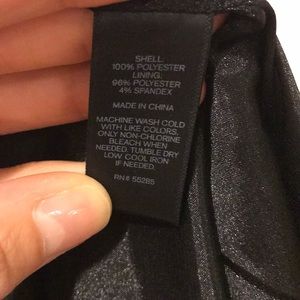 SHELL:
100% POLYESTER
LINING:
96% POLYESTER
4% SPANDEX
MADE IN CHINA
MACHINE WASH COLD
WITH LIKE COLORS,
ONLY NON-CHLORINE
BLEACH WHEN
NEEDED. TUMBLE DRY
LOW. COOL IRON
IF NEEDED.
RN# 55285